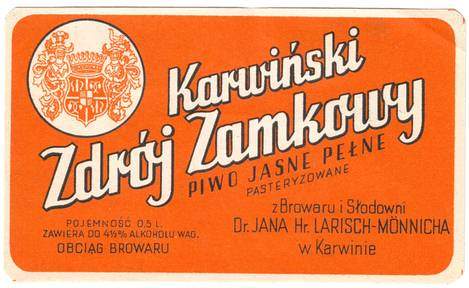 Karwiński
Zdrój Zamkowy
PIWO JASNE PEŁNE
PASTERYZOWANE
z Browaru i Słodowni
Dr. JANA Hr. LARISCH-MÖNNICHA
w Karwinie
POJEMNOŚĆ 0,5 L.
ZAWIERA DO 4½% ALKOHOLU WAG.
OBCIĄG BROWARU